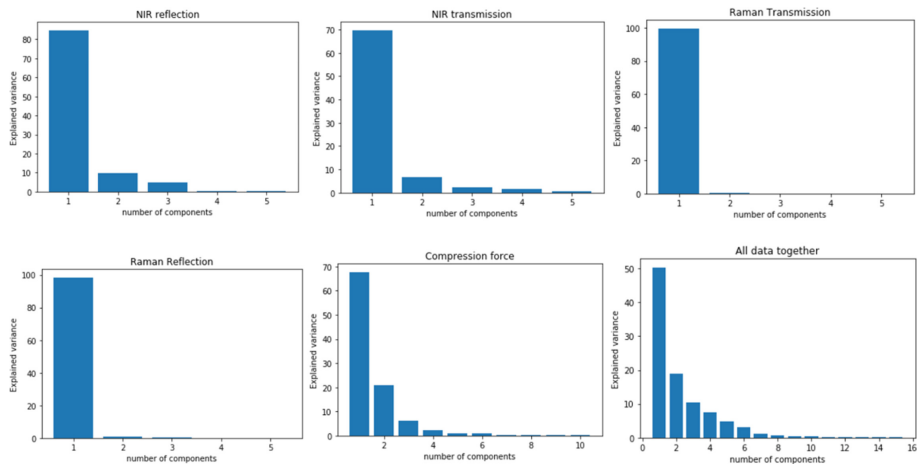 NIR reflection
80
70
60
50
40
30
20
10
0
Explained variance
1 2 3 4 5
number of components
NIR transmission
70
60
50
40
30
20
10
0
Explained variance
1 2 3 4 5
number of components
Raman Transmission
100
80
60
40
20
0
Explained variance
1 2 3 4 5
number of components
Raman Reflection
100
80
60
40
20
0
Explained variance
1 2 3 4 5
number of components
Compression force
70
60
50
40
30
20
10
0
Explained variance
2 4 6 8 10
number of components
All data together
50
40
30
20
10
0
Explained variance
0 2 4 6 8 10 12 14 16
number of components